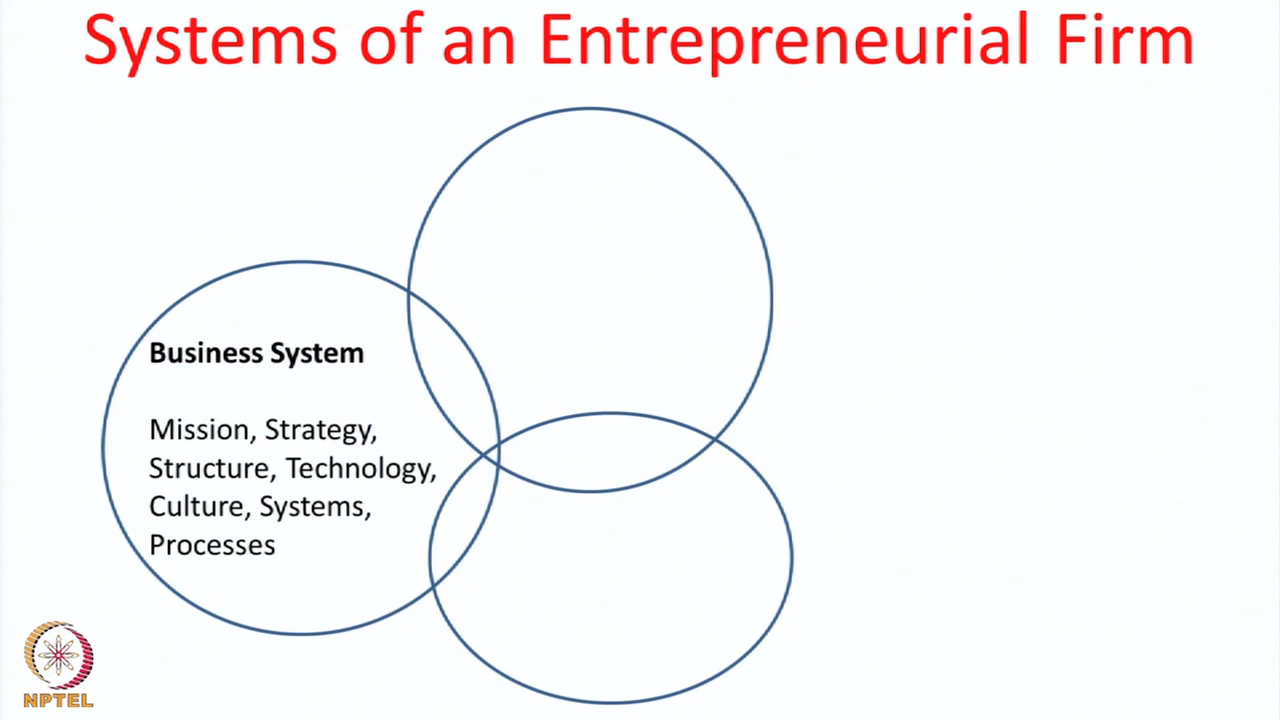 Systems of an Entrepreneurial Firm
Business System
Mission, Strategy,
Structure, Technology,
Culture, Systems,
Processes
NPTEL